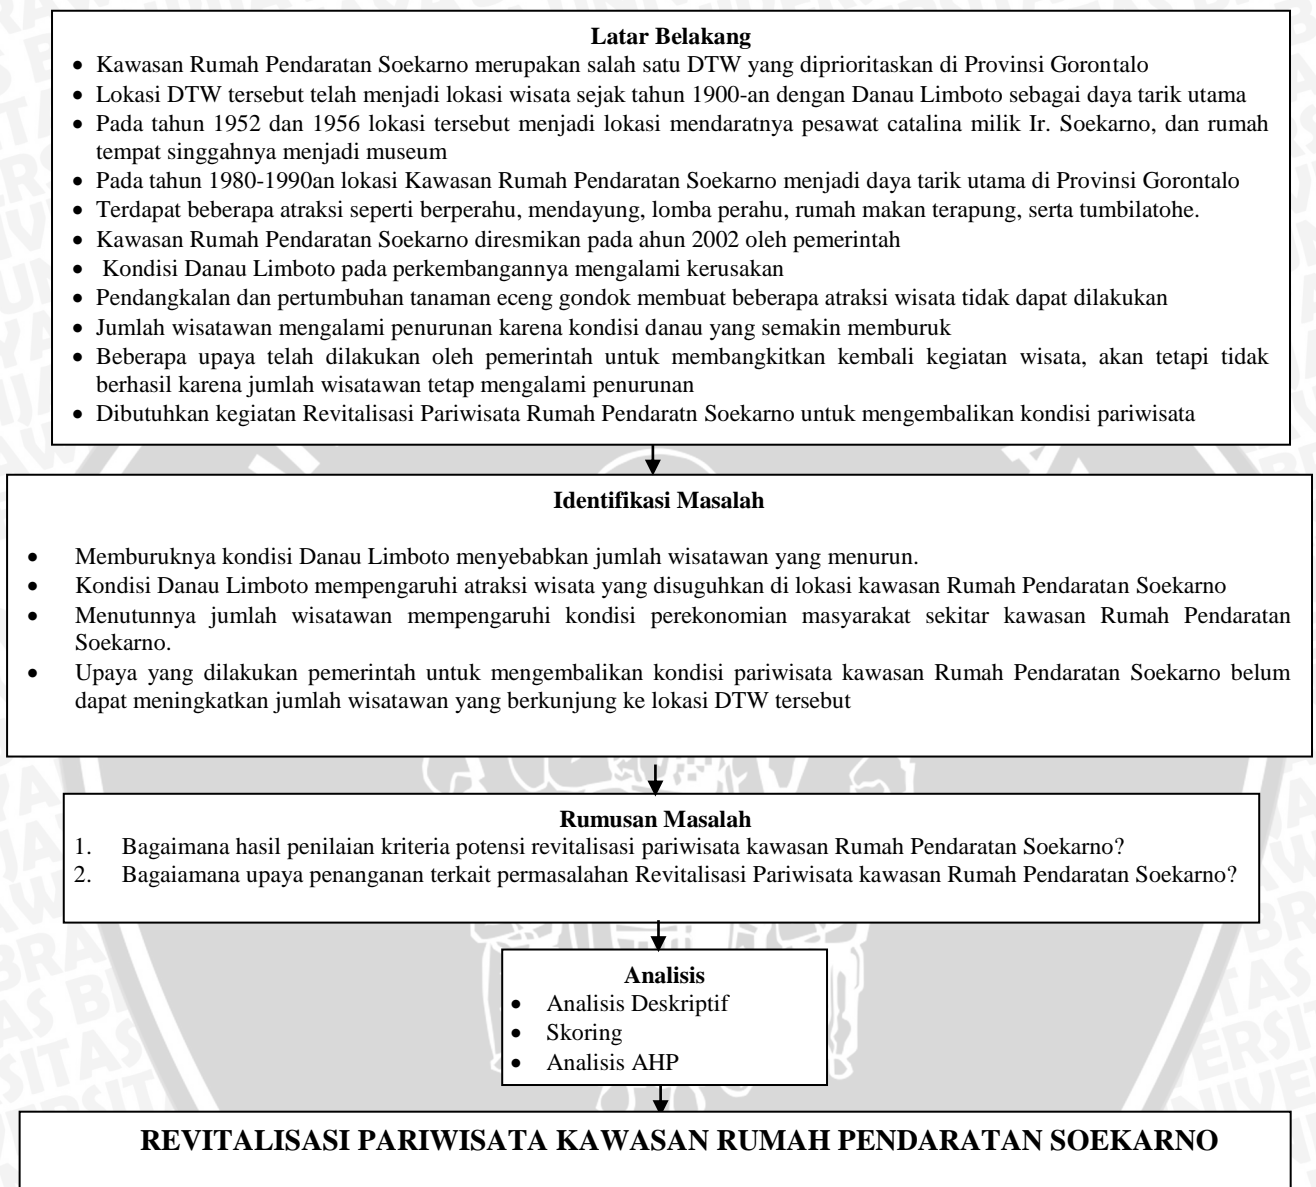 Latar Belakang
• Kawasan Rumah Pendaratan Soekarno merupakan salah satu DTW yang diprioritaskan di Provinsi Gorontalo
• Lokasi DTW tersebut telah menjadi lokasi wisata sejak tahun 1900-an dengan Danau Limboto sebagai daya tarik utama
• Pada tahun 1952 dan 1956 lokasi tersebut menjadi lokasi mendaratnya pesawat catalina milik Ir. Soekarno, dan rumah
tempat singgahnya menjadi museum
• Pada tahun 1980-1990an lokasi Kawasan Rumah Pendaratan Soekarno menjadi daya tarik utama di Provinsi Gorontalo
• Terdapat beberapa atraksi seperti berperahu, mendayung, lomba perahu, rumah makan terapung, serta tumbilatohe.
• Kawasan Rumah Pendaratan Soekarno diresmikan pada ahun 2002 oleh pemerintah
• Kondisi Danau Limboto pada perkembangannya mengalami kerusakan
• Pendangkalan dan pertumbuhan tanaman eceng gondok membuat beberapa atraksi wisata tidak dapat dilakukan
• Jumlah wisatawan mengalami penurunan karena kondisi danau yang semakin memburuk
• Beberapa upaya telah dilakukan oleh pemerintah untuk membangkitkan kembali kegiatan wisata, akan tetapi tidak
berhasil karena jumlah wisatawan tetap mengalami penurunan
• Dibutuhkan kegiatan Revitalisasi Pariwisata Rumah Pendaratn Soekarno untuk mengembalikan kondisi pariwisata
Identifikasi Masalah
• Memburuknya kondisi Danau Limboto menyebabkan jumlah wisatawan yang menurun.
• Kondisi Danau Limboto mempengaruhi atraksi wisata yang disuguhkan di lokasi kawasan Rumah Pendaratan Soekarno
• Menutunnya jumlah wisatawan mempengaruhi kondisi perekonomian masyarakat sekitar kawasan Rumah Pendaratan
Soekarno.
• Upaya yang dilakukan pemerintah untuk mengembalikan kondisi pariwisata kawasan Rumah Pendaratan Soekarno belum
dapat meningkatkan jumlah wisatawan yang berkunjung ke lokasi DTW tersebut
Rumusan Masalah
1. Bagaimana hasil penilaian kriteria potensi revitalisasi pariwisata kawasan Rumah Pendaratan Soekarno?
2. Bagaiamana upaya penanganan terkait permasalahan Revitalisasi Pariwisata kawasan Rumah Pendaratan Soekarno?
Analisis
• Analisis Deskriptif
• Skoring
• Analisis AHP
REVITALISASI PARIWISATA KAWASAN RUMAH PENDARATAN SOEKARNO